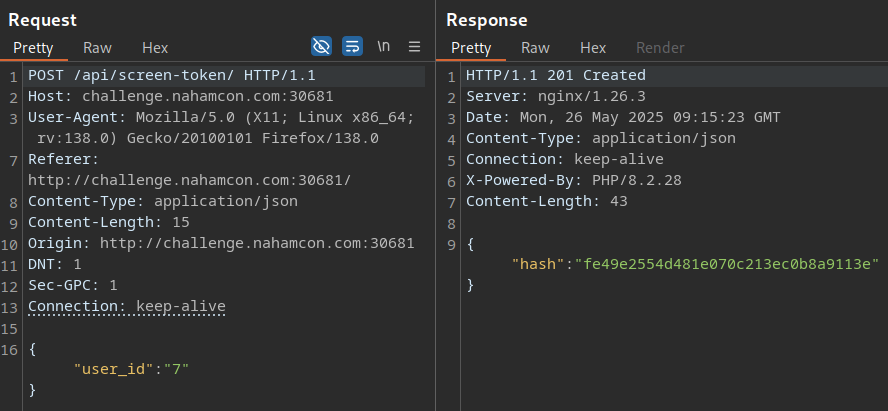 Request
Pretty Raw Hex \n
1 POST /api/screen-token/ HTTP/1.1
2 Host: challenge.nahamcon.com:30681
3 User-Agent: Mozilla/5.0 (X11; Linux x86_64;
rv:138.0) Gecko/20100101 Firefox/138.0
7 Referer:
http://challenge.nahamcon.com:30681/
8 Content-Type: application/json
9 Content-Length: 15
10 Origin: http://challenge.nahamcon.com:30681
11 DNT: 1
12 Sec-GPC: 1
13 Connection: keep-alive
15
16 {
"user_id":"7"
}
Response
Pretty Raw Hex Render
1 HTTP/1.1 201 Created
2 Server: nginx/1.26.3
3 Date: Mon, 26 May 2025 09:15:23 GMT
4 Content-Type: application/json
5 Connection: keep-alive
6 X-Powered-By: PHP/8.2.28
7 Content-Length: 43
8
9 {
"hash":"fe49e2554d481e070c213ec0b8a9113e"
}